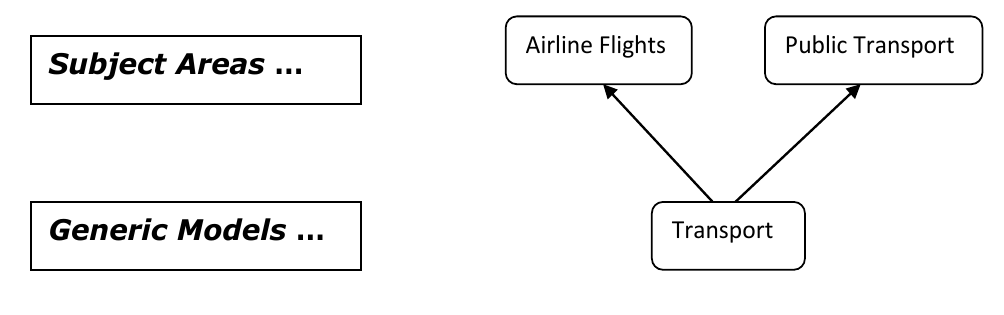 Subject Areas ...
Airline Flights
Public Transport
Generic Models ...
Transport